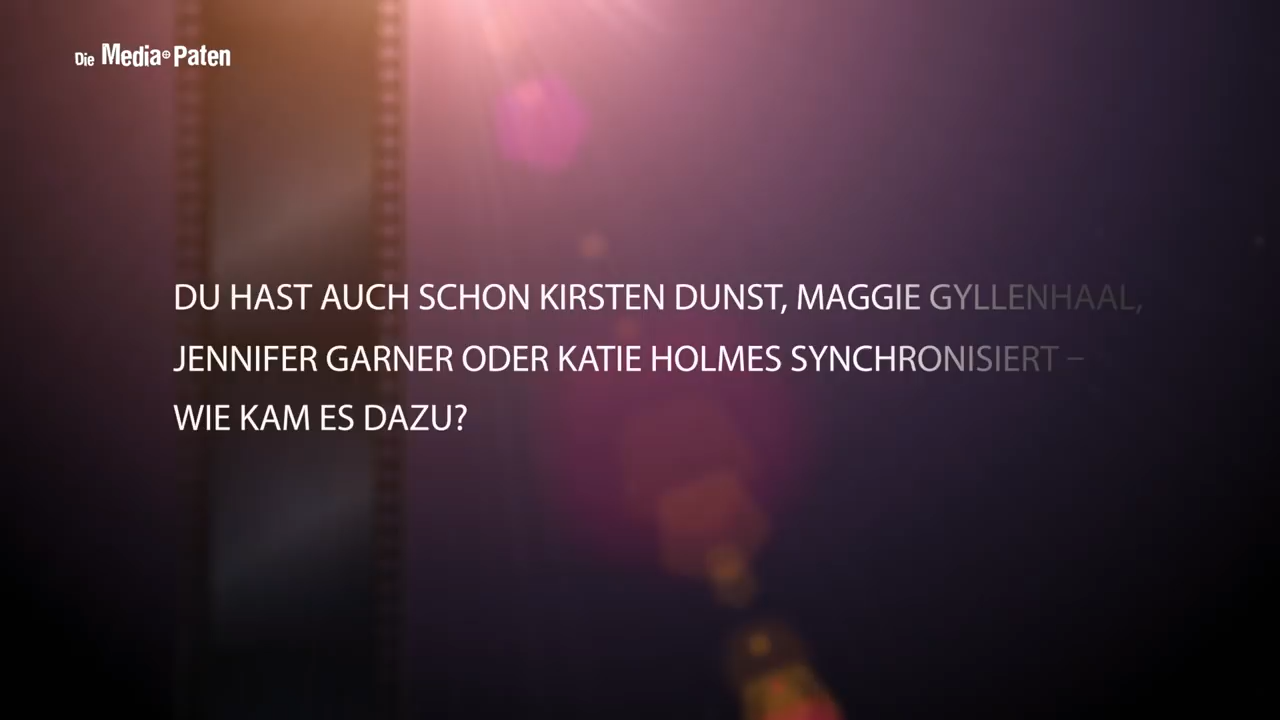 Die Media Paten
DU HAST AUCH SCHON KIRSTEN DUNST, MAGGIE GYLLENHAAL,
JENNIFER GARNER ODER KATIE HOLMES SYNCHRONISIERT –
WIE KAM ES DAZU?